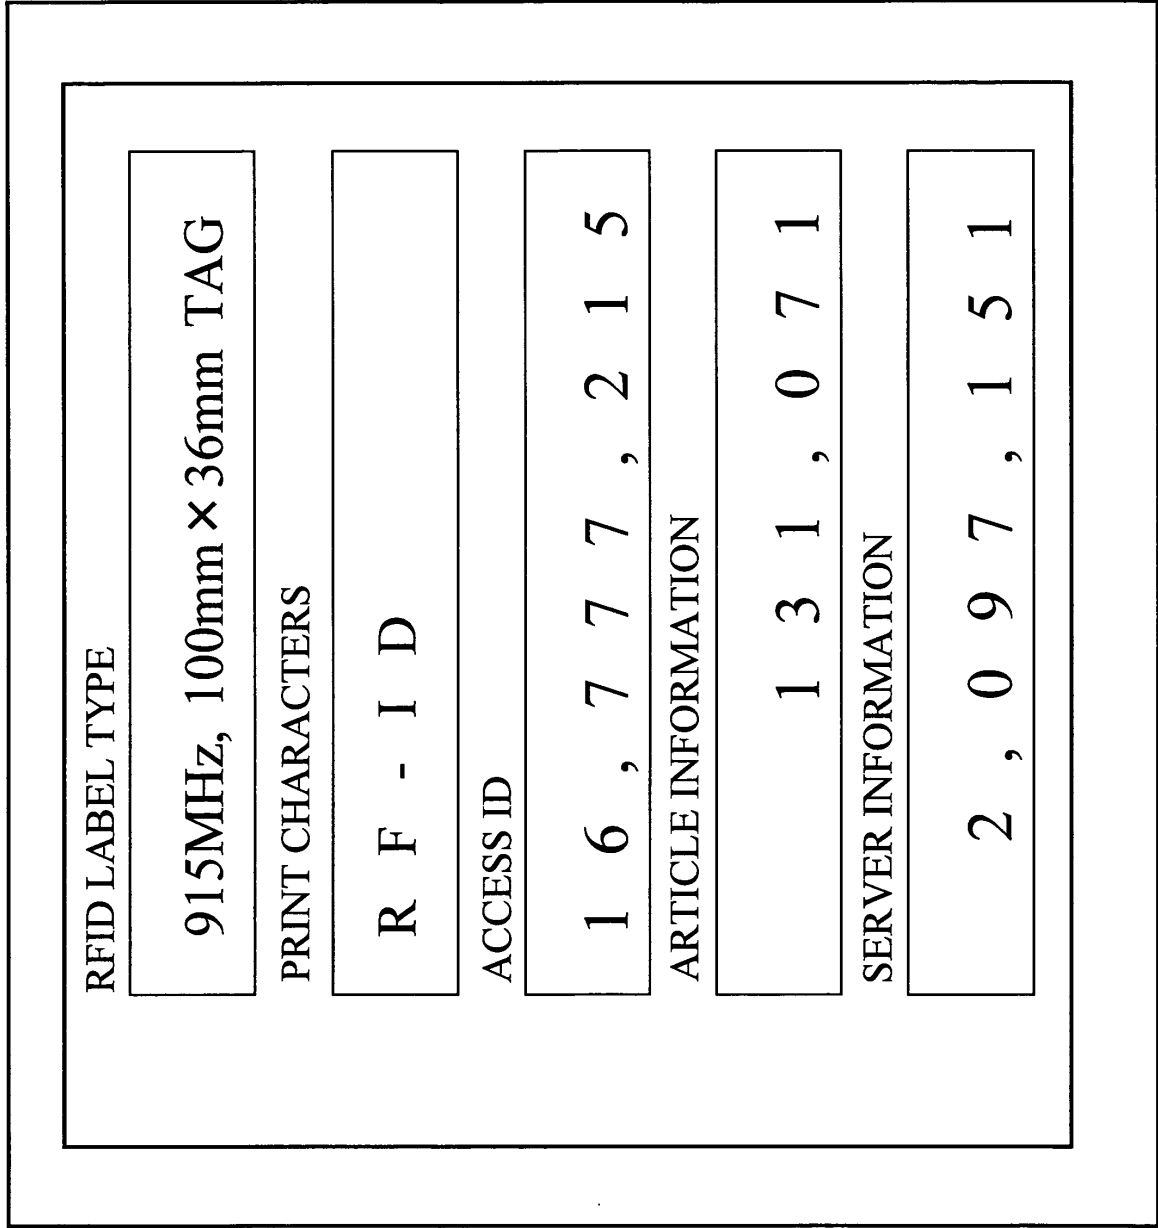 RFID LABEL TYPE
915MHz, 100mm×36mm TAG
PRINT CHARACTERS
R F - I D
ACCESS ID
1 6 , 7 7 7 , 2 1 5
ARTICLE INFORMATION
1 3 1 , 0 7 1
SERVER INFORMATION
2 , 0 9 7 , 1 5 1